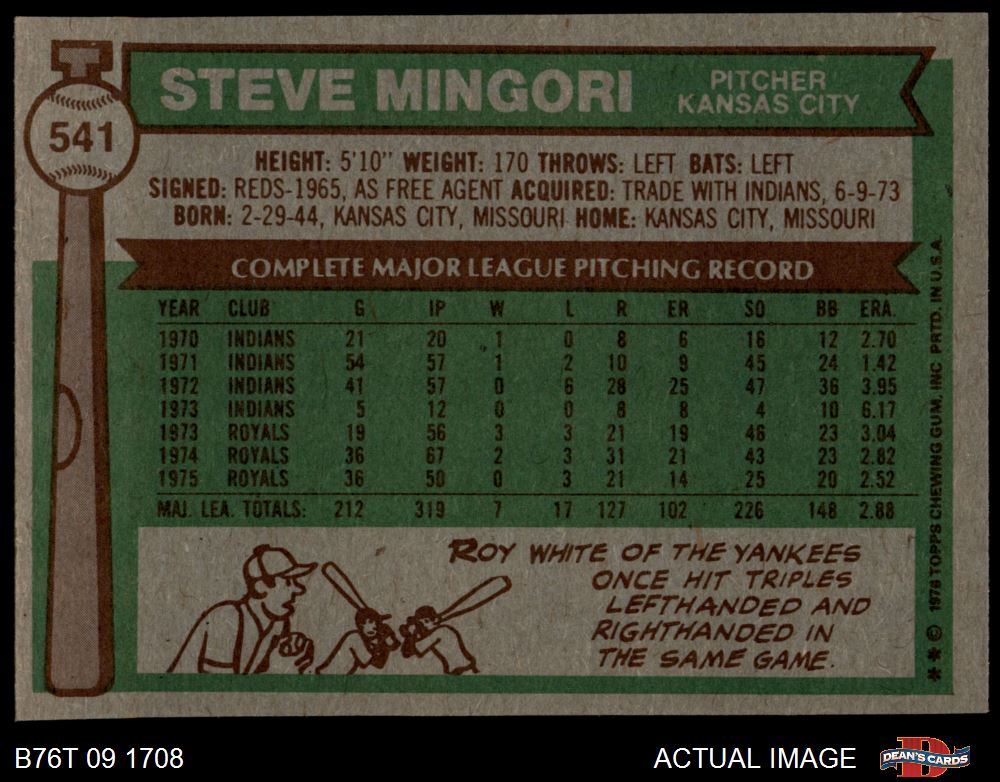 541
STEVE MINGORI
PITCHER
KANSAS CITY
HEIGHT: 5'10" WEIGHT: 170 THROWS: LEFT BATS: LEFT
SIGNED: REDS-1965, AS FREE AGENT ACQUIRED: TRADE WITH INDIANS, 6-9-73
BORN: 2-29-44, KANSAS CITY, MISSOURI HOME: KANSAS CITY, MISSOURI
COMPLETE MAJOR LEAGUE PITCHING RECORD
YEAR CLUB G IP W L R ER SO BB ERA.
1970 INDIANS 21 20 1 0 8 6 16 12 2.70
1971 INDIANS 54 57 1 2 10 9 45 24 1.42
1972 INDIANS 41 57 0 6 28 25 47 36 3.95
1973 INDIANS 5 12 0 0 8 8 4 10 6.17
1973 ROYALS 19 56 3 3 21 19 46 23 3.04
1974 ROYALS 36 67 2 3 31 21 43 23 2.82
1975 ROYALS 36 50 0 3 21 14 25 20 2.52
MAJ. LEA. TOTALS: 212 319 7 17 127 102 226 148 2.88
ROY WHITE OF THE YANKEES
ONCE HIT TRIPLES
LEFTHANDED AND
RIGHTHANDED IN
THE SAME GAME.
** © 1976 TOPPS CHEWING GUM, INC PRTD. IN U.S.A.
B76T 09 1708
ACTUAL IMAGE
D
DEAN'S CARDS